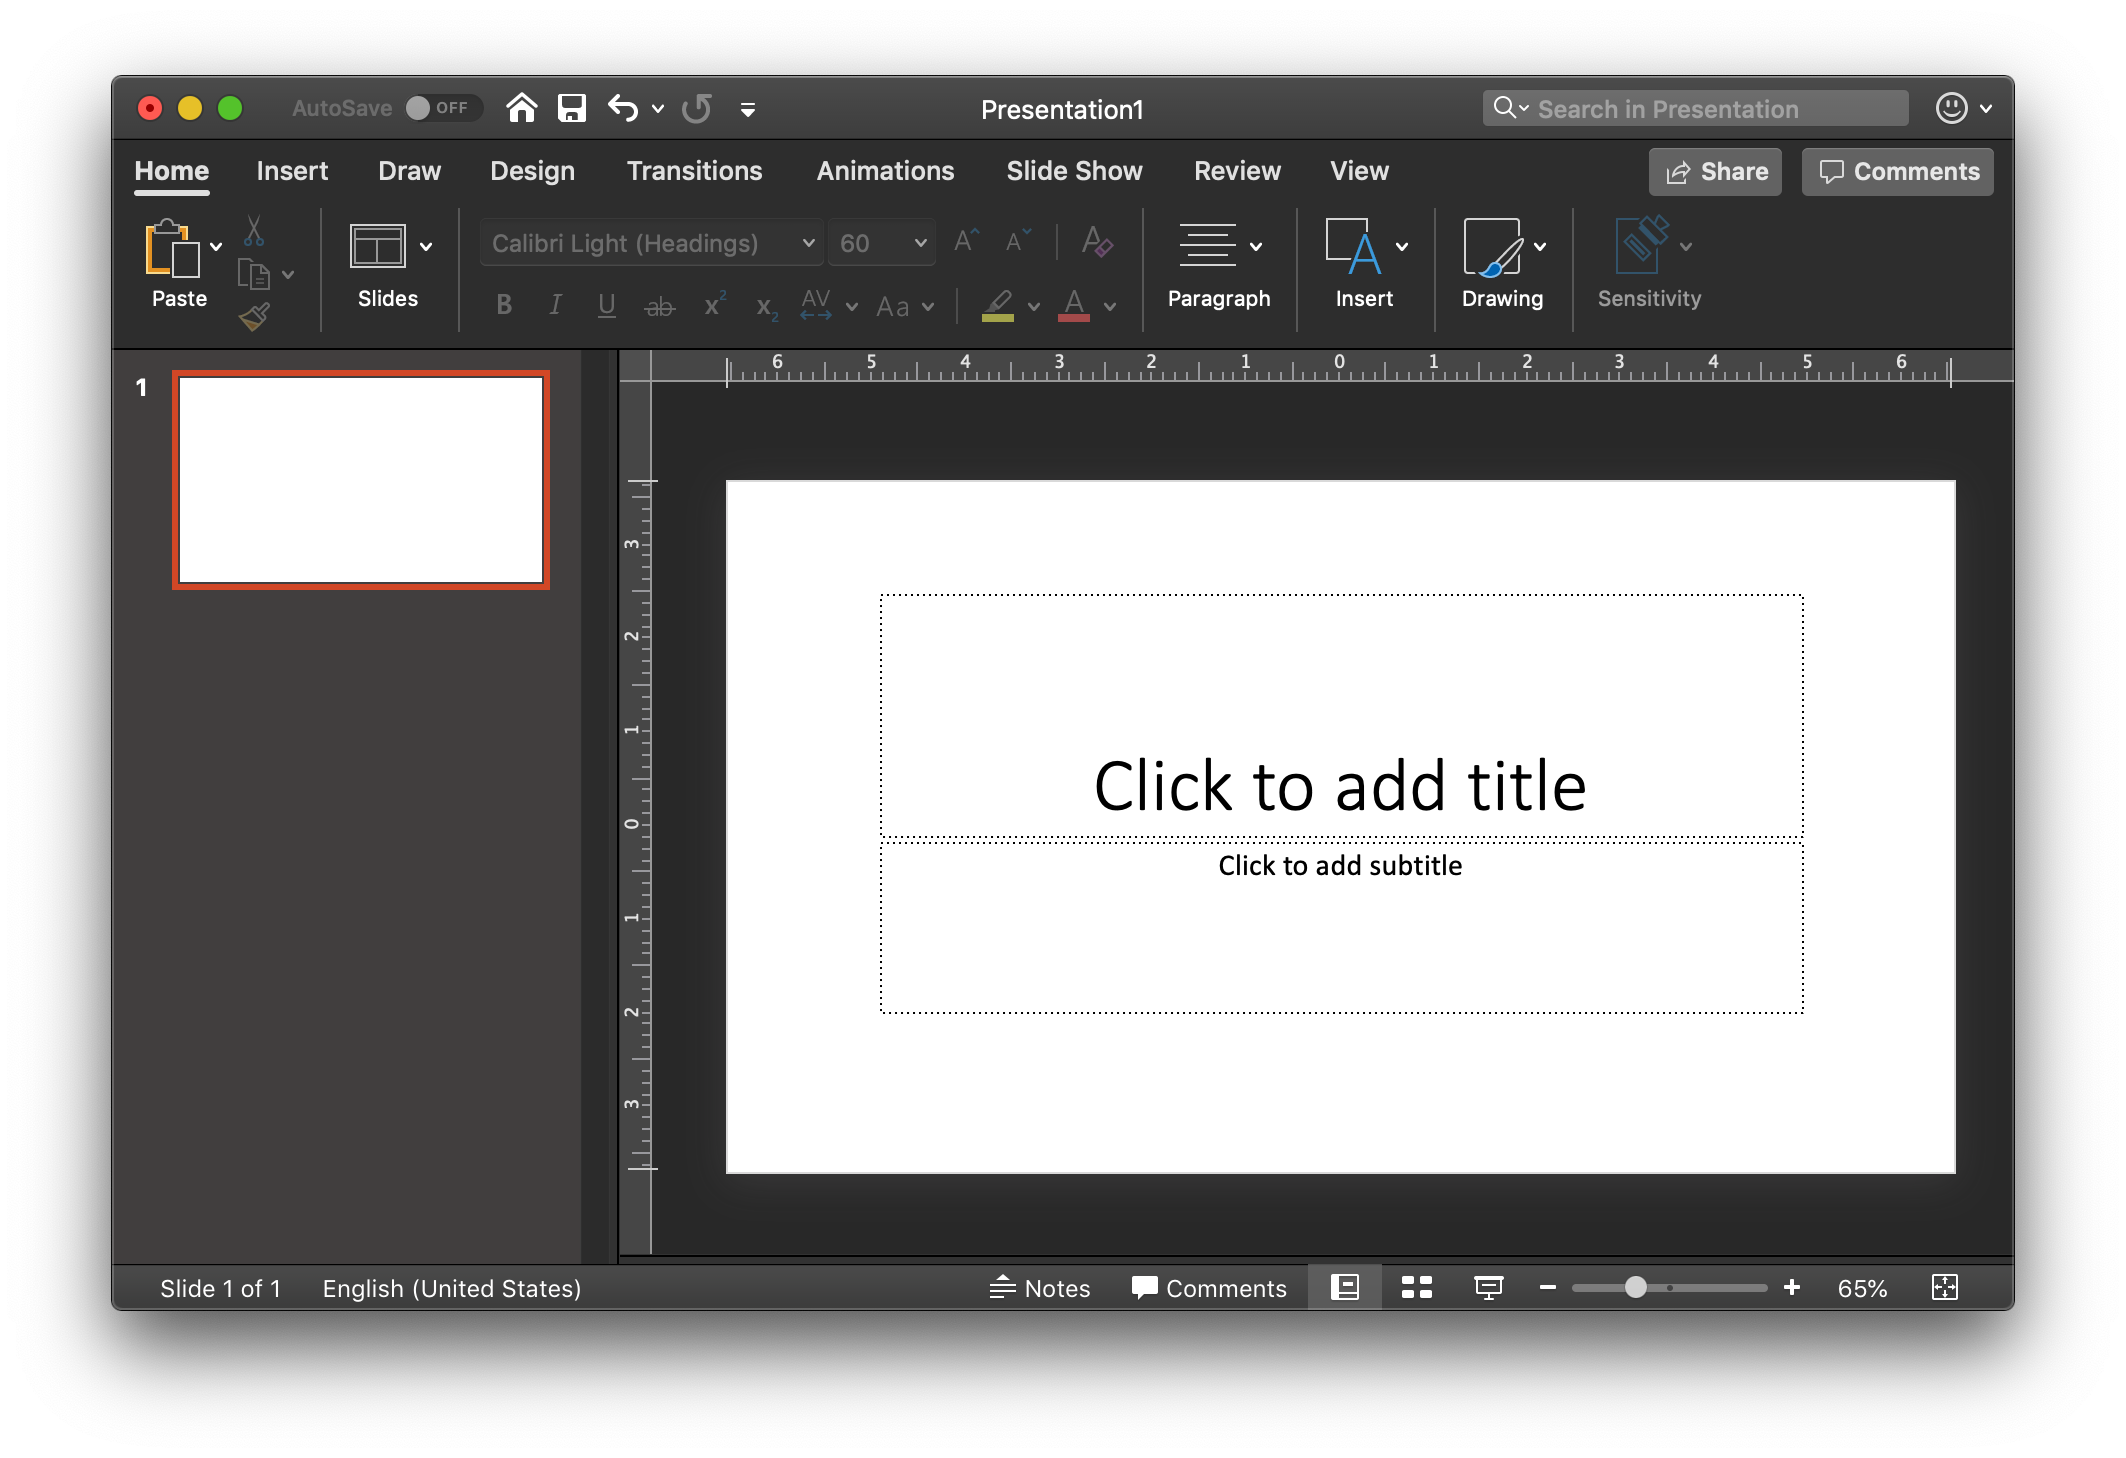 AutoSave OFF Presentation1 Search in Presentation
Home Insert Draw Design Transitions Animations Slide Show Review View Share Comments
Calibri Light (Headings) 60 A A A
Paste Slides B I U ab x2 x2 AV Aa A Paragraph Insert Drawing Sensitivity
6 5 4 3 2 1 0 1 2 3 4 5 6
1
3
2
1
0
1
2
3
Click to add title
Click to add subtitle
Slide 1 of 1 English (United States) Notes Comments 65%